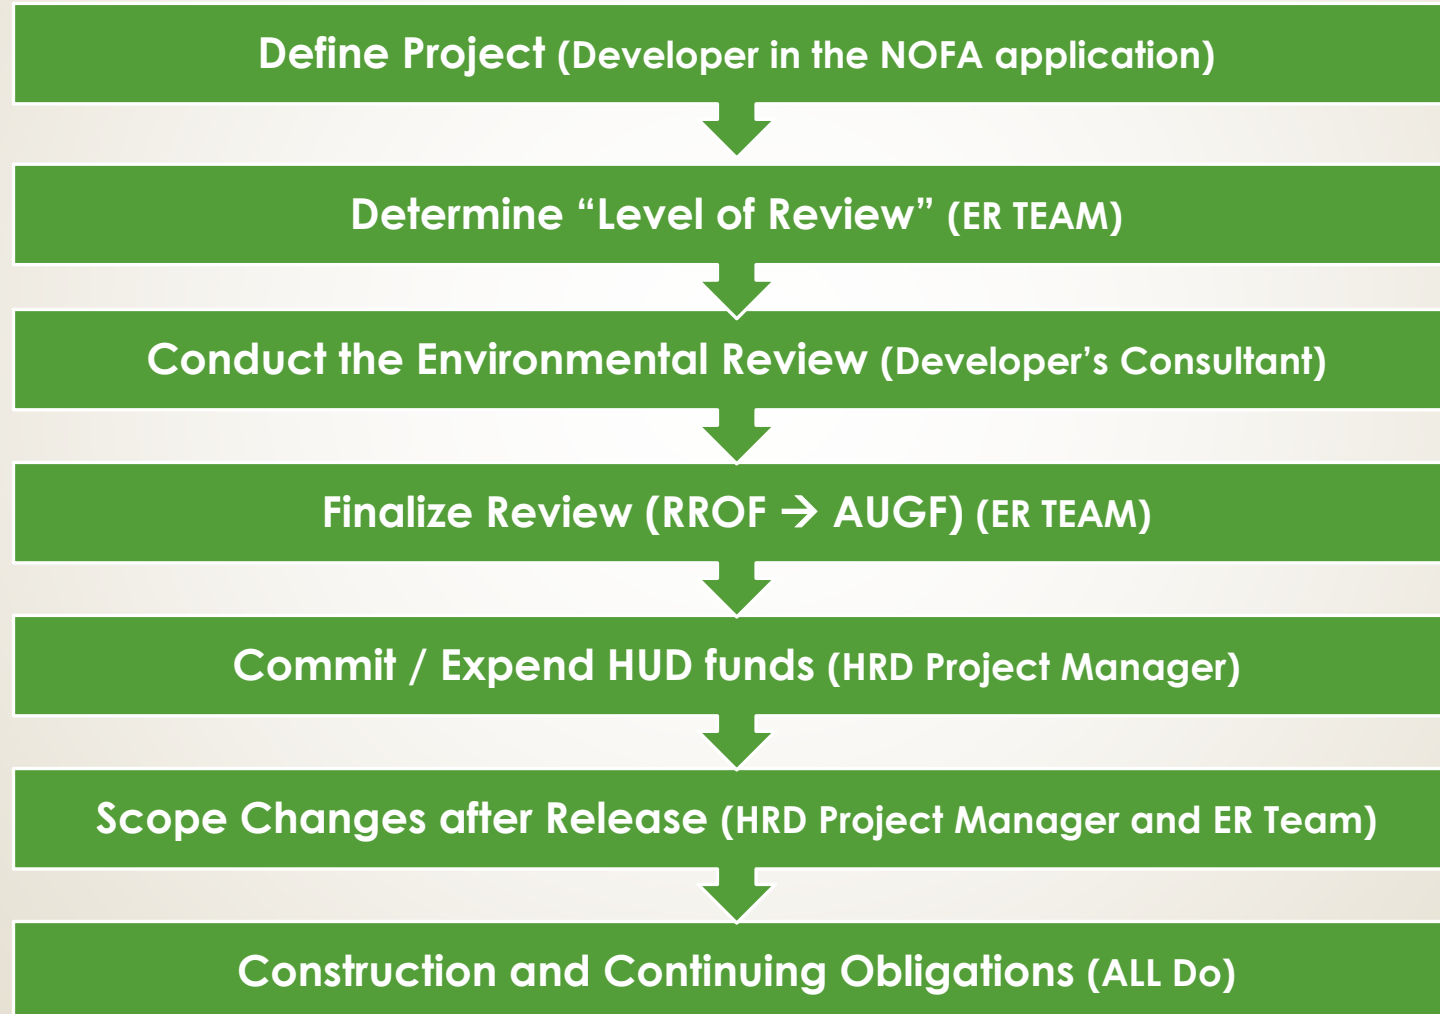 Define Project (Developer in the NOFA application)
Determine “Level of Review” (ER TEAM)
Conduct the Environmental Review (Developer’s Consultant)
Finalize Review (RROF → AUGF) (ER TEAM)
Commit / Expend HUD funds (HRD Project Manager)
Scope Changes after Release (HRD Project Manager and ER Team)
Construction and Continuing Obligations (ALL Do)